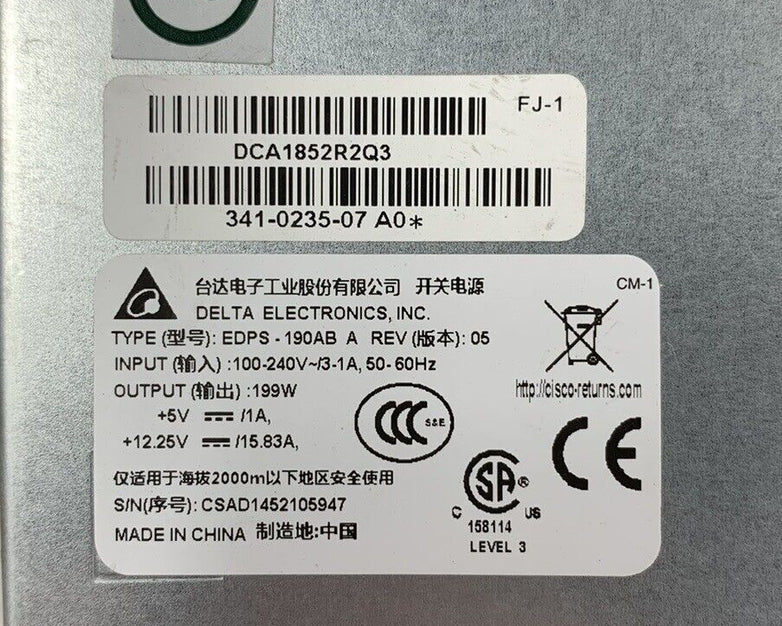 FJ-1
DCA1852R2Q3
341-0235-07 A0*
台达电子工业股份有限公司 开关电源
CM-1
DELTA ELECTRONICS, INC.
TYPE (型号): EDPS - 190AB A REV (版本): 05
INPUT (输入) :100-240V~/3-1A, 50-60Hz
OUTPUT (输出) :199W
http://cisco-returns.com
+5V ⎓ /1A,
CCC S&E
+12.25V ⎓ /15.83A,
CE
仅适用于海拔2000m以下地区安全使用
SA®
S/N(序号): CSAD1452105947
C US
158114
MADE IN CHINA 制造地:中国
LEVEL 3